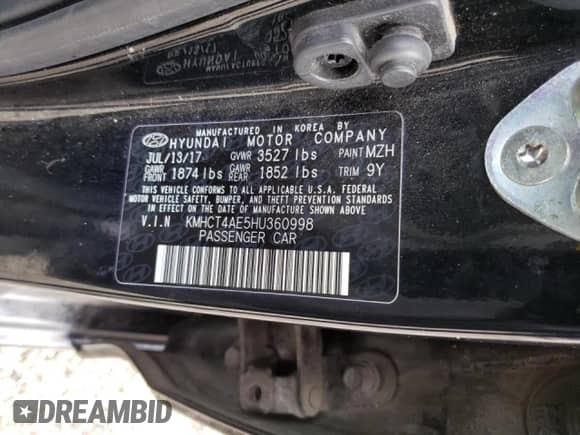 MANUFACTURED IN KOREA BY
HYUNDAI MOTOR COMPANY
JUL/13/17 GVWR 3527 lbs PAINT MZH
GAWR FRONT 1874 lbs GAWR REAR 1852 lbs TRIM 9Y
THIS VEHICLE CONFORMS TO ALL APPLICABLE U.S.A. FEDERAL
MOTOR VEHICLE SAFETY, BUMPER, AND THEFT PREVENTION STANDARDS
IN EFFECT ON THE DATE OF MANUFACTURE SHOWN ABOVE.
V.I.N KMHCT4AE5HU360998
PASSENGER CAR
DREAMBID